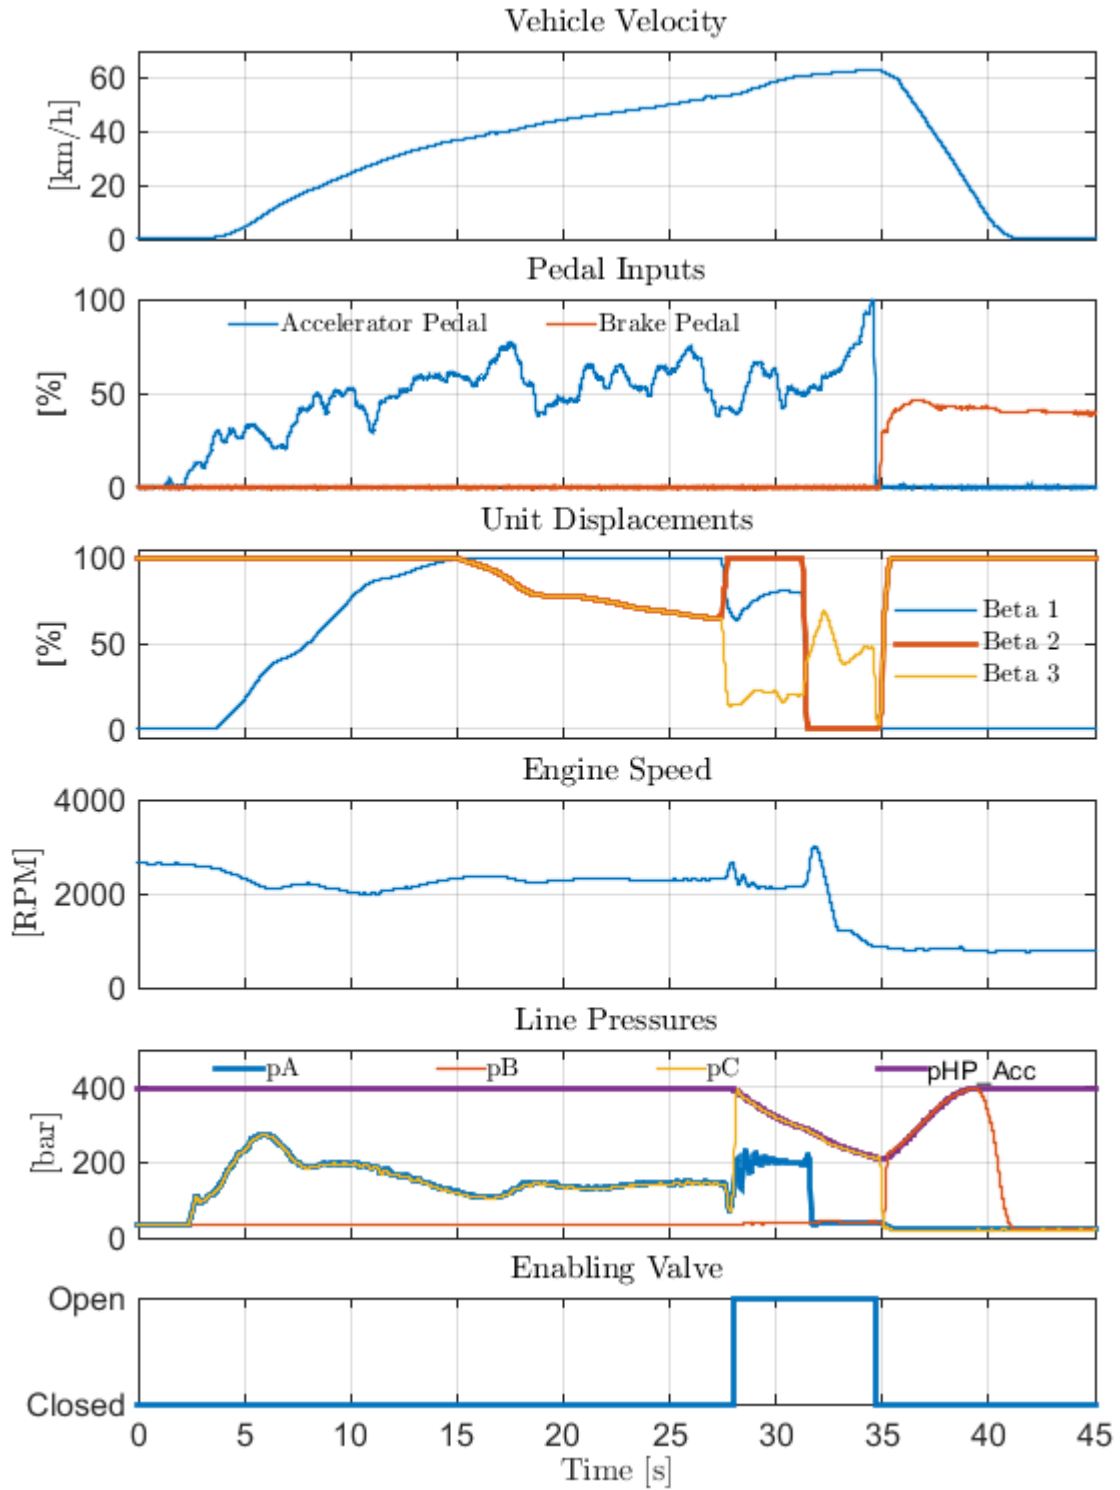 Vehicle Velocity
[km/h]
60
40
20
0
Pedal Inputs
[%]
100
50
0
Accelerator Pedal
Brake Pedal
Unit Displacements
[%]
100
50
0
Beta 1
Beta 2
Beta 3
Engine Speed
[RPM]
4000
2000
0
Line Pressures
[bar]
400
200
0
pA
pB
pC
pHP_Acc
Enabling Valve
Open
Closed
0 5 10 15 20 25 30 35 40 45
Time [s]